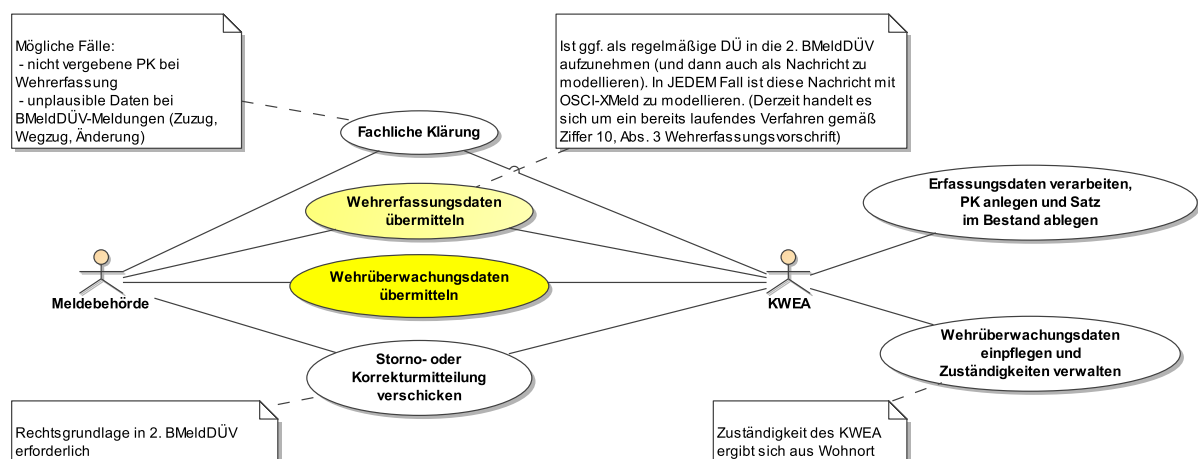 Mögliche Fälle:
- nicht vergebene PK bei
Wehrerfassung
- unplausible Daten bei
BMeldDÜV-Meldungen (Zuzug,
Wegzug, Änderung)
Ist ggf. als regelmäßige DÜ in die 2. BMeldDÜV
aufzunehmen (und dann auch als Nachricht zu
modellieren). In JEDEM Fall ist diese Nachricht mit
OSCI-XMeld zu modellieren. (Derzeit handelt es
sich um ein bereits laufendes Verfahren gemäß
Ziffer 10, Abs. 3 Wehrerfassungsvorschrift)
Fachliche Klärung
Wehrerfassungsdaten
übermitteln
Erfassungsdaten verarbeiten,
PK anlegen und Satz
im Bestand ablegen
Wehrüberwachungsdaten
übermitteln
Meldebehörde
KWEA
Storno- oder
Korrekturmitteilung
verschicken
Wehrüberwachungsdaten
einpflegen und
Zuständigkeiten verwalten
Rechtsgrundlage in 2. BMeldDÜV
erforderlich
Zuständigkeit des KWEA
ergibt sich aus Wohnort